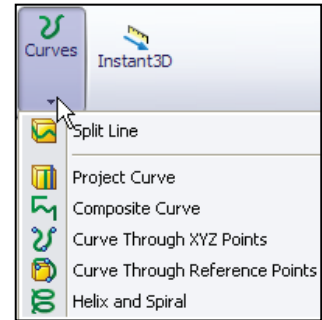 Curves
Instant3D
Split Line
Project Curve
Composite Curve
Curve Through XYZ Points
Curve Through Reference Points
Helix and Spiral